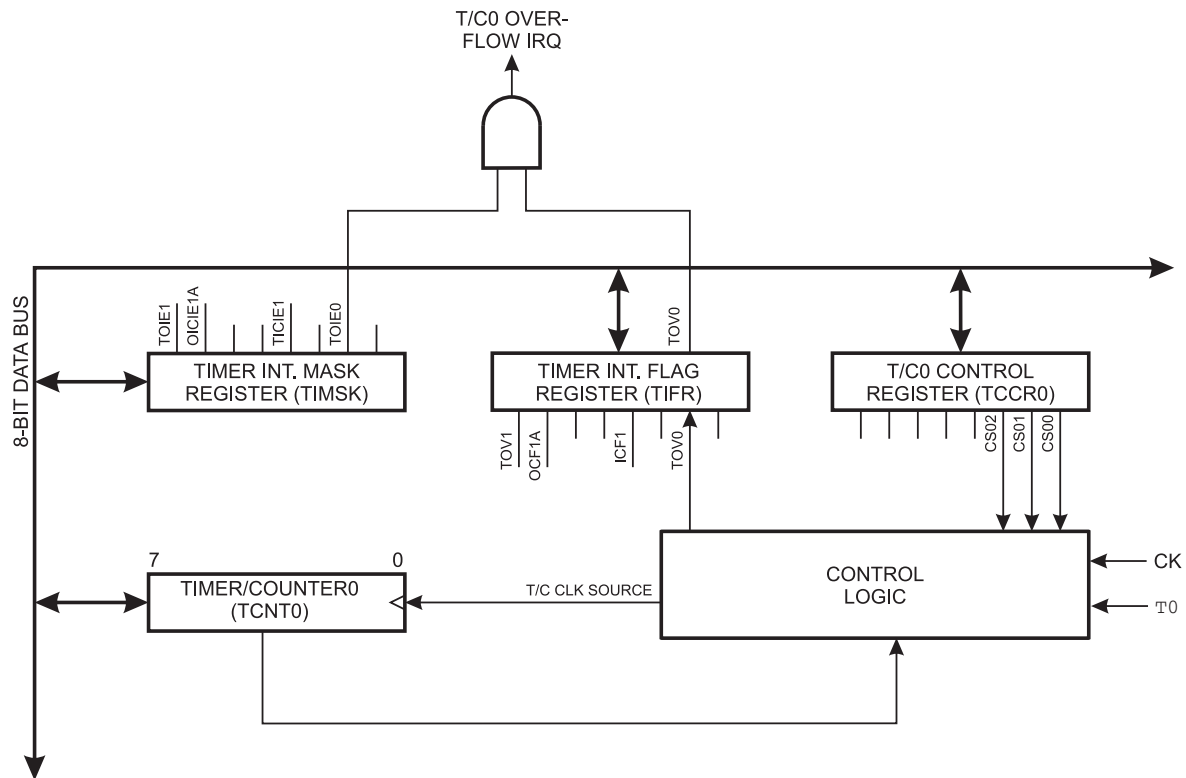 T/C0 OVER-
FLOW IRQ
8-BIT DATA BUS
TOIE1
OICIE1A
TICIE1
TOIE0
TOV0
TIMER INT. MASK
REGISTER (TIMSK)
TIMER INT. FLAG
REGISTER (TIFR)
T/C0 CONTROL
REGISTER (TCCR0)
TOV1
OCF1A
ICF1
TOV0
CS02
CS01
CS00
7
0
TIMER/COUNTER0
(TCNT0)
T/C CLK SOURCE
CONTROL
LOGIC
CK
T0